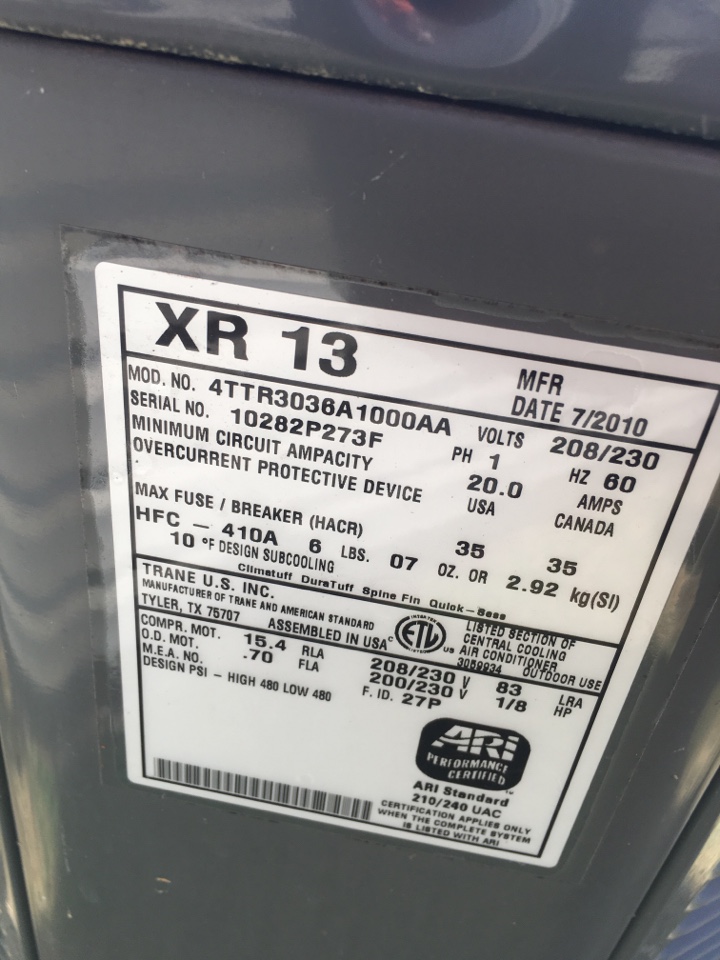 XR 13
MFR
DATE 7/2010
MOD. NO. 4TTR3036A1000AA VOLTS 208/230
SERIAL NO. 10282P273F PH 1 HZ 60
MINIMUM CIRCUIT AMPACITY 20.0 AMPS
OVERCURRENT PROTECTIVE DEVICE USA CANADA
MAX FUSE / BREAKER (HACR) 35 35
HFC - 410A 6 LBS. 07 OZ. OR 2.92 kg(SI)
10 °F DESIGN SUBCOOLING
Climatuff DuraTuff Spine Fin Quick-Sess
TRANE U.S. INC.
MANUFACTURER OF TRANE AND AMERICAN STANDARD
TYLER, TX 75707 ASSEMBLED IN USA
C ETL US
LISTED SECTION OF
CENTRAL COOLING
AIR CONDITIONER
3059934 OUTDOOR USE
COMPR. MOT. 15.4 RLA 208/230 V 83 LRA
O.D. MOT. .70 FLA 200/230 V 1/8 HP
M.E.A. NO. F. ID. 27P
DESIGN PSI - HIGH 480 LOW 480
ARI
PERFORMANCE
CERTIFIED
TM
ARI Standard
210/240 UAC
CERTIFICATION APPLIES ONLY
WHEN THE COMPLETE SYSTEM
IS LISTED WITH ARI